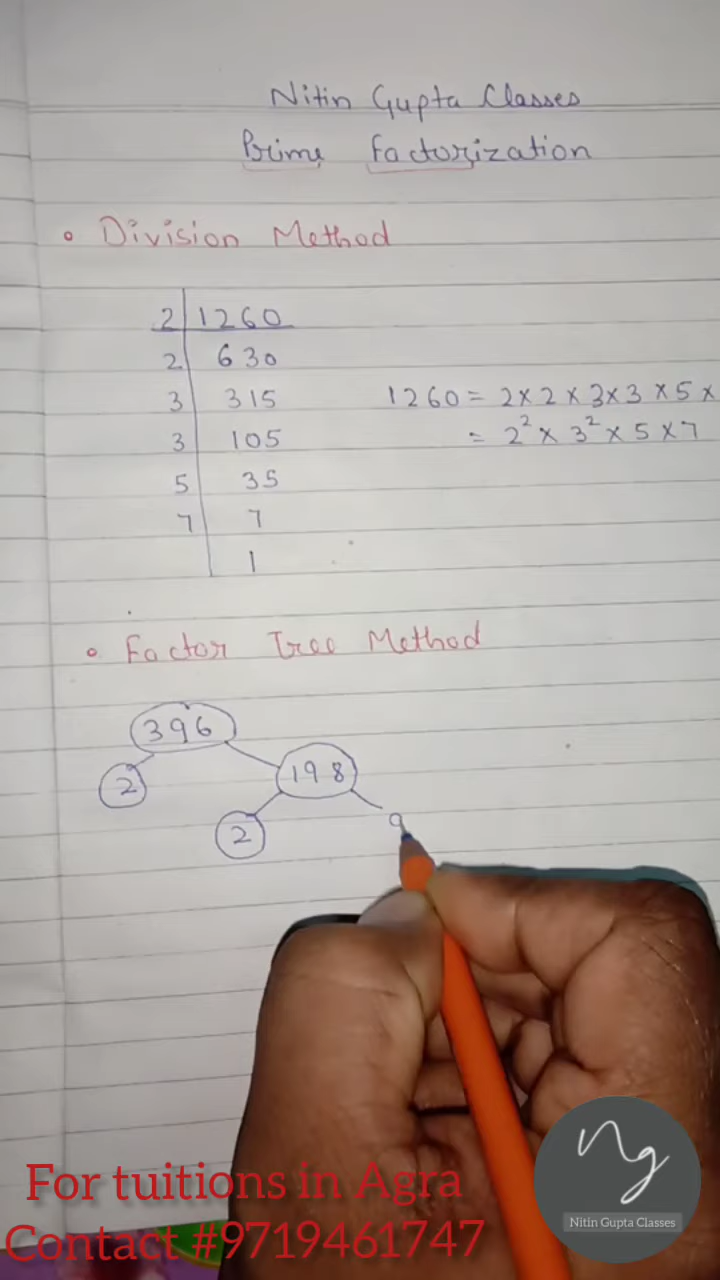 Nitin Gupta Classes
Prime Factorization
• Division Method
2 | 1260
2 | 630
3 | 315
3 | 105
5 | 35
7 | 7
1
1260 = 2 × 2 × 3 × 3 × 5 ×
= 2² × 3² × 5 × 7
• Factor Tree Method
396
2 198
2 9
For tuitions in Agra
Contact #9719461747
ng
Nitin Gupta Classes